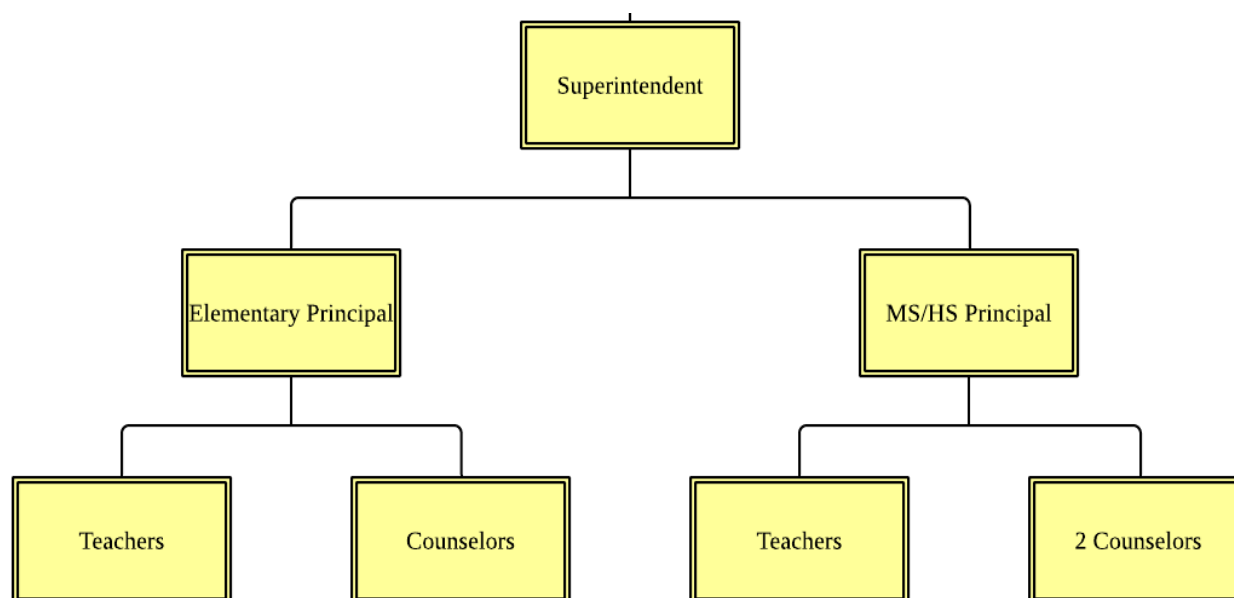 Superintendent
Elementary Principal
MS/HS Principal
Teachers
Counselors
Teachers
2 Counselors